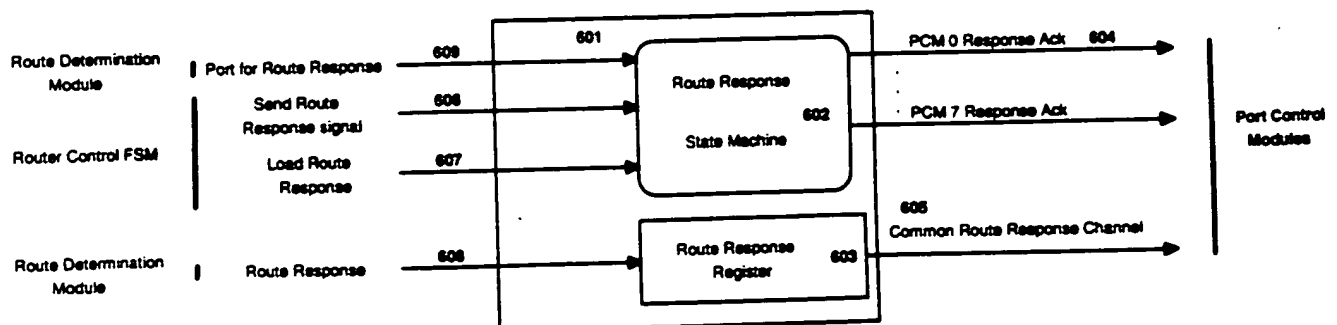 Route Determination
Module
Port for Route Response
609
601
Send Route
Response signal
608
Router Control FSM
Load Route
Response
607
Route Determination
Module
Route Response
606
Route Response
602
State Machine
Route Response
Register
603
PCM 0 Response Ack 604
PCM 7 Response Ack
605
Common Route Response Channel
Port Control
Modules